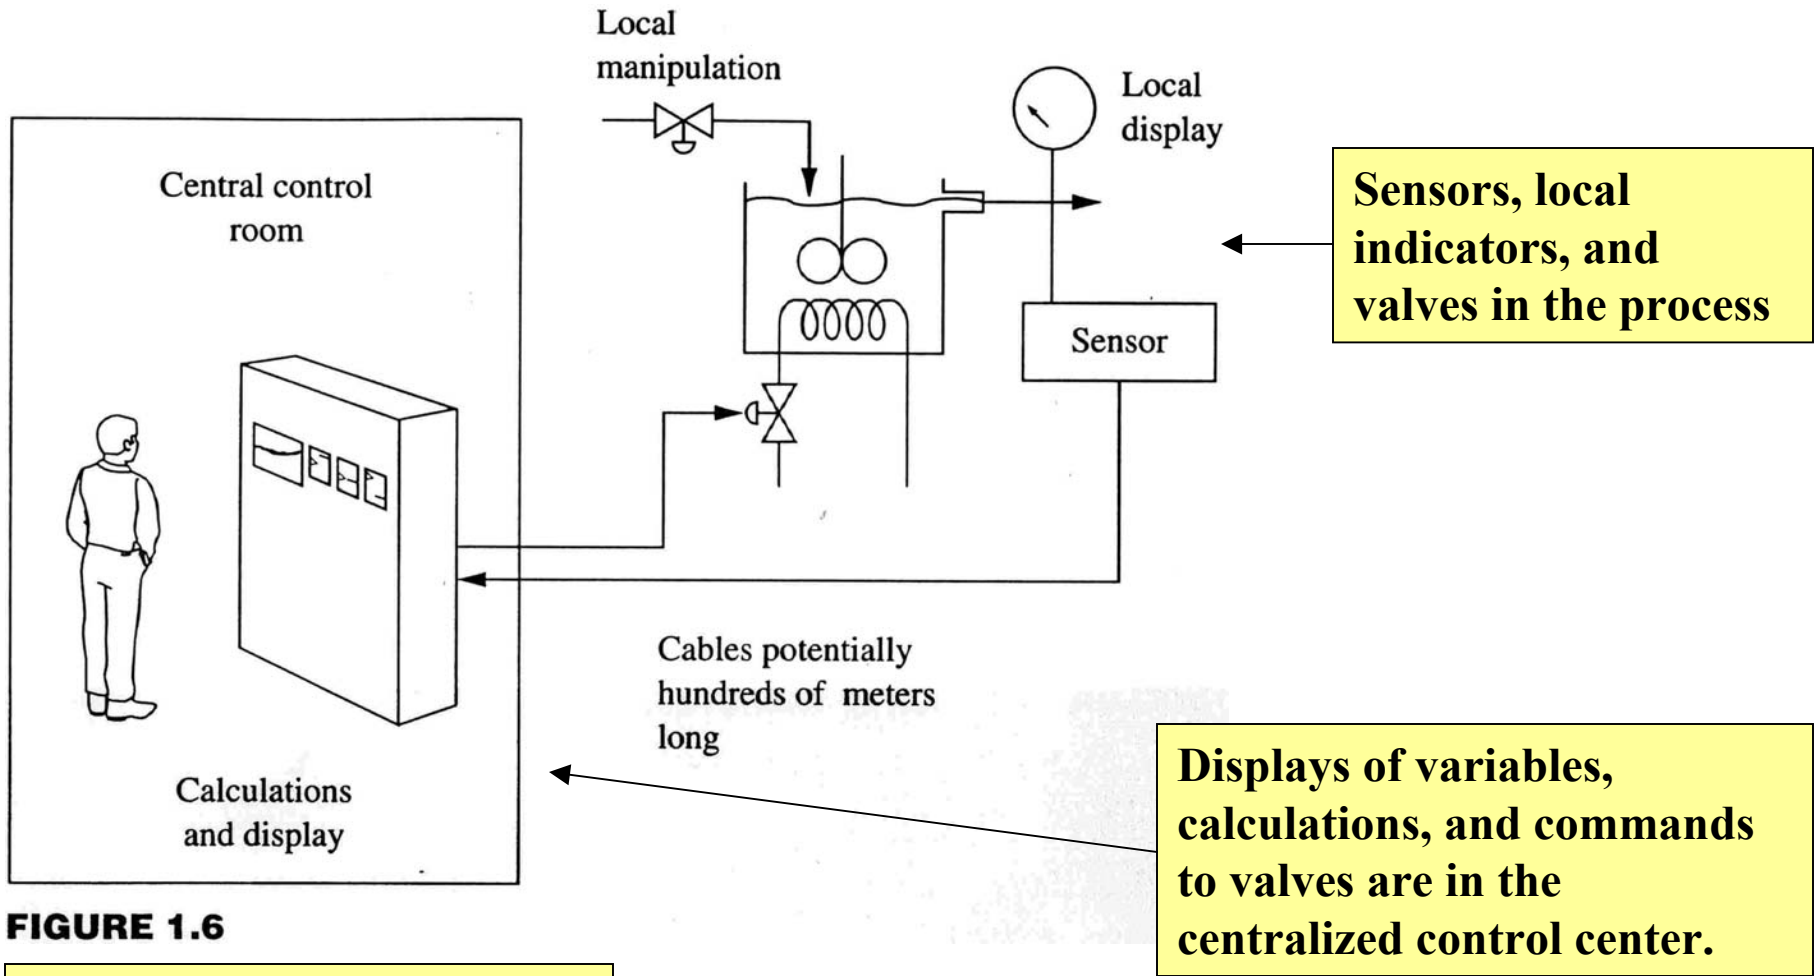 Local
manipulation
Local
display
Central control
room
Sensors, local
indicators, and
valves in the process
Sensor
Cables potentially
hundreds of meters
long
Calculations
and display
Displays of variables,
calculations, and commands
to valves are in the
centralized control center.
FIGURE 1.6